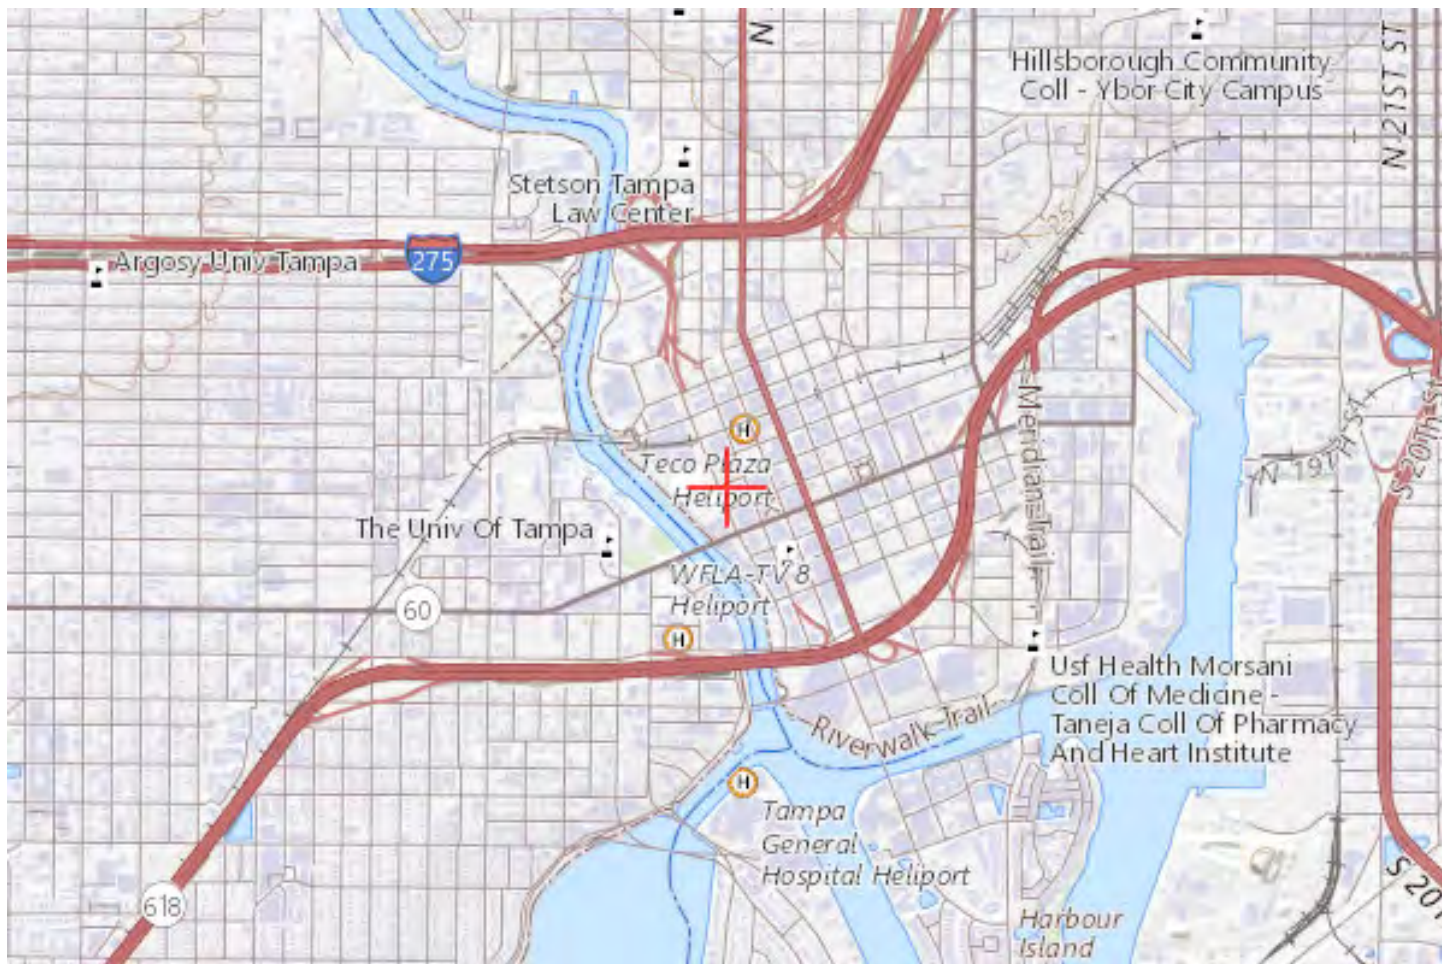 N
Hillsborough Community
Coll - Ybor City Campus
N 21ST ST
Stetson Tampa
Law Center
Argosy Univ Tampa
275
Meridian Trail
N 19TH ST
Teco Plaza
Heliport
H
The Univ Of Tampa
WFLA-TV 8
Heliport
H
60
Usf Health Morsani
Coll Of Medicine -
Taneja Coll Of Pharmacy
And Heart Institute
Riverwalk Trail
H
Tampa
General
Hospital Heliport
618
Harbour
Island
S 20T